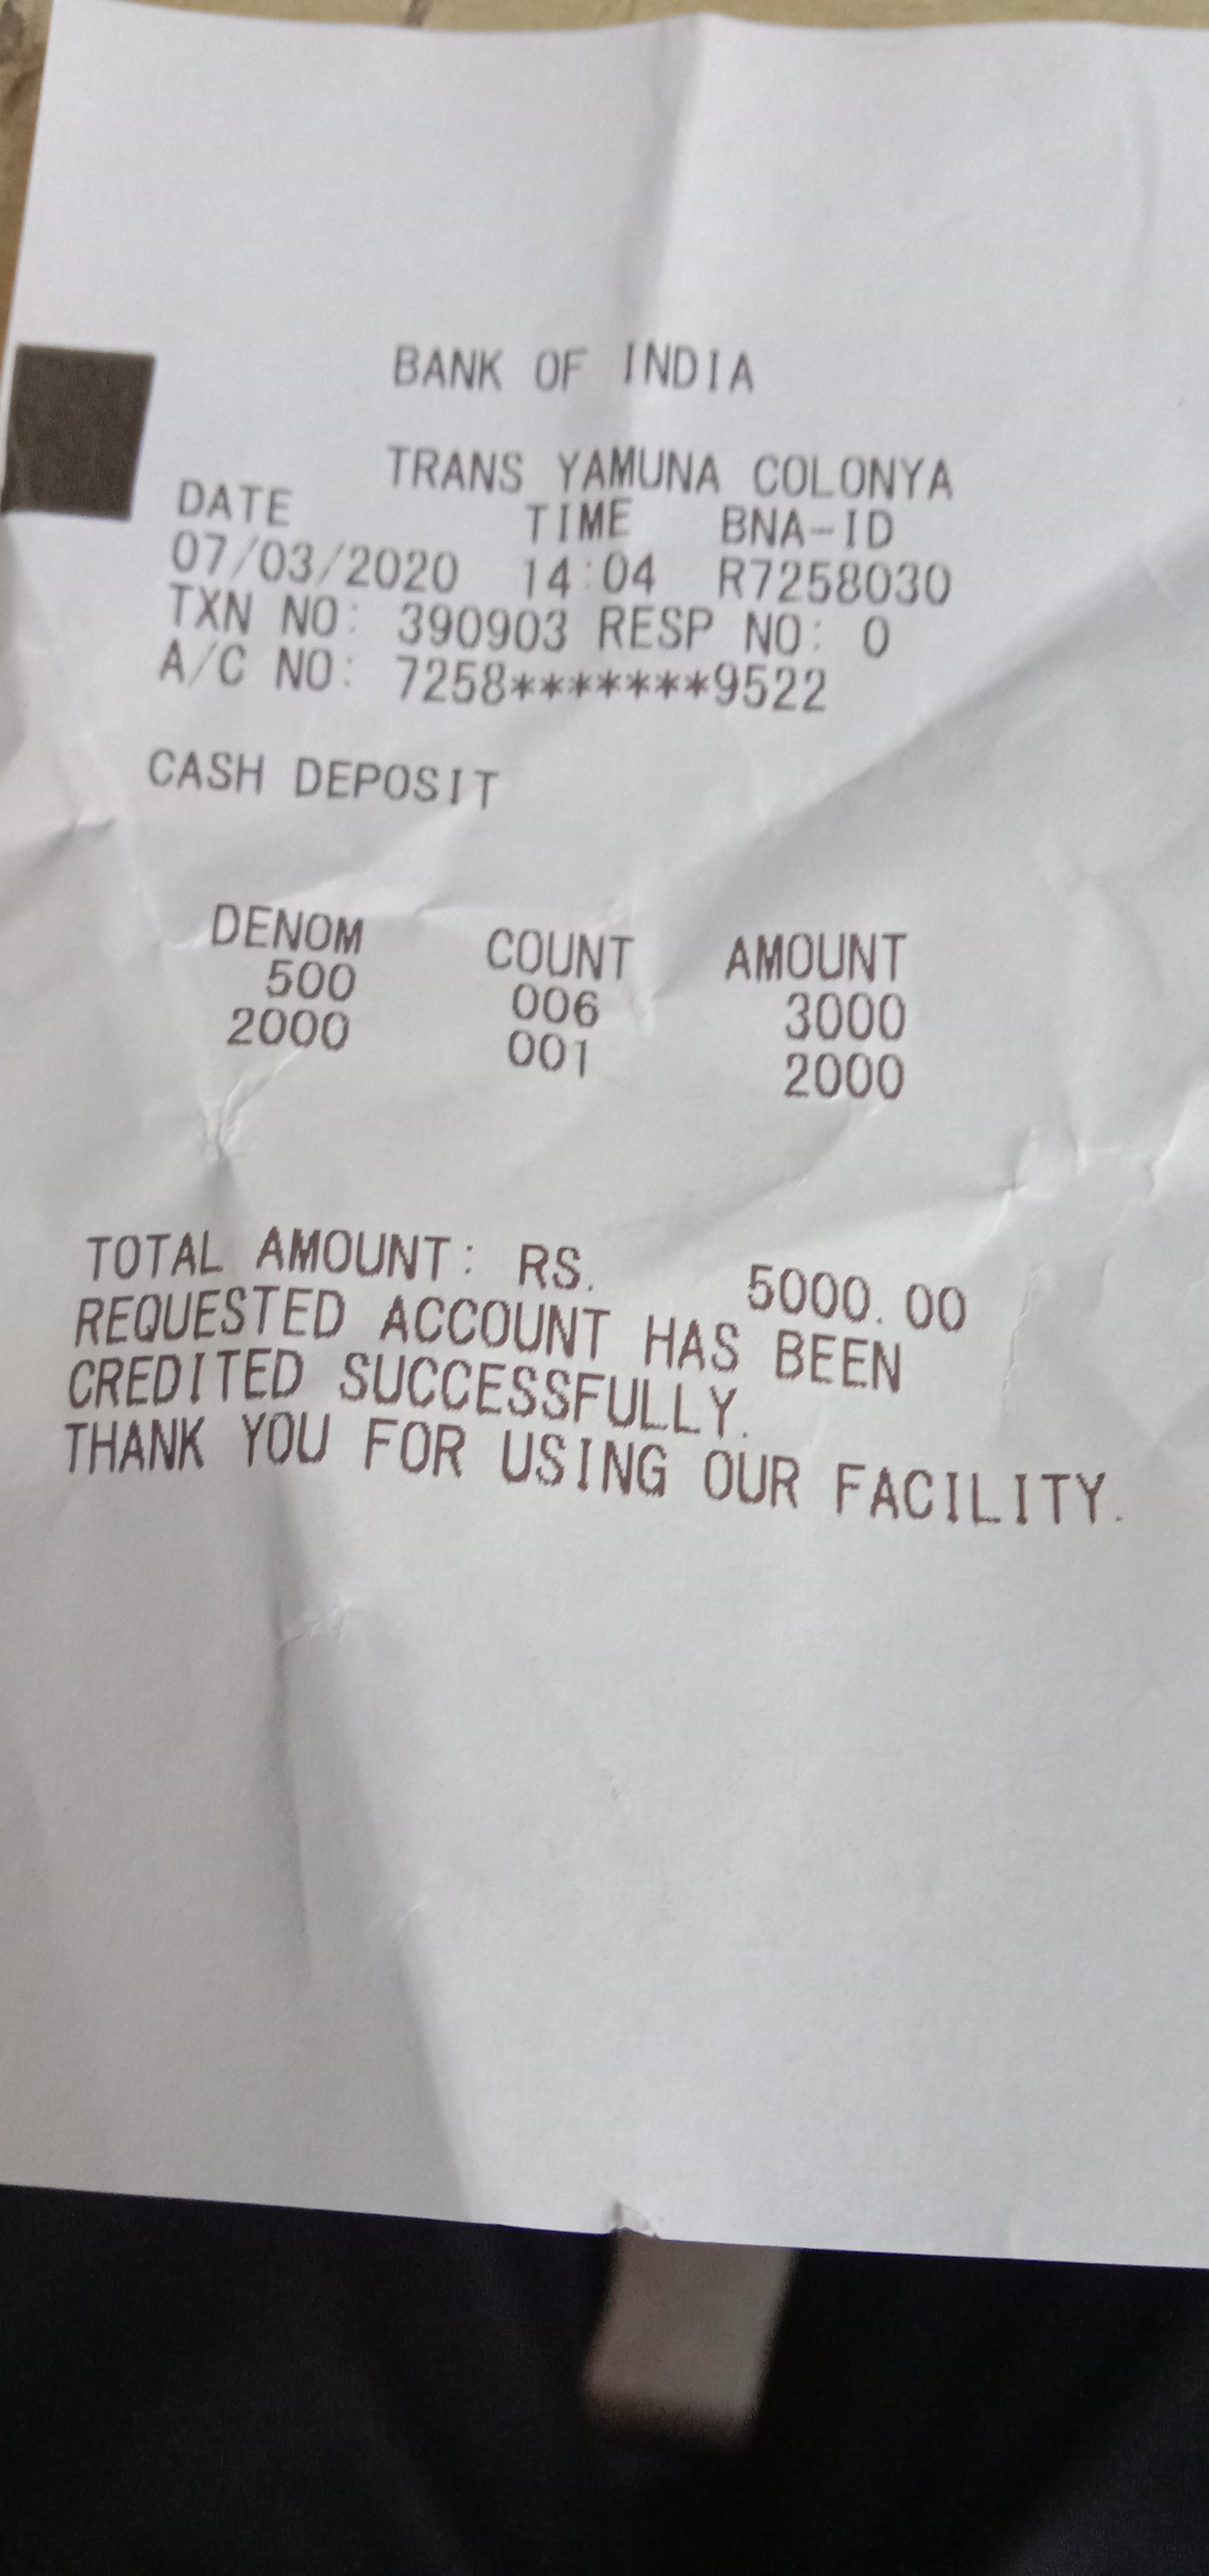 BANK OF INDIA
TRANS YAMUNA COLONYA
DATE TIME BNA-ID
07/03/2020 14:04 R7258030
TXN NO: 390903 RESP NO: 0
A/C NO: 7258*******9522
CASH DEPOSIT
DENOM COUNT AMOUNT
500 006 3000
2000 001 2000
TOTAL AMOUNT: RS. 5000.00
REQUESTED ACCOUNT HAS BEEN
CREDITED SUCCESSFULLY.
THANK YOU FOR USING OUR FACILITY.